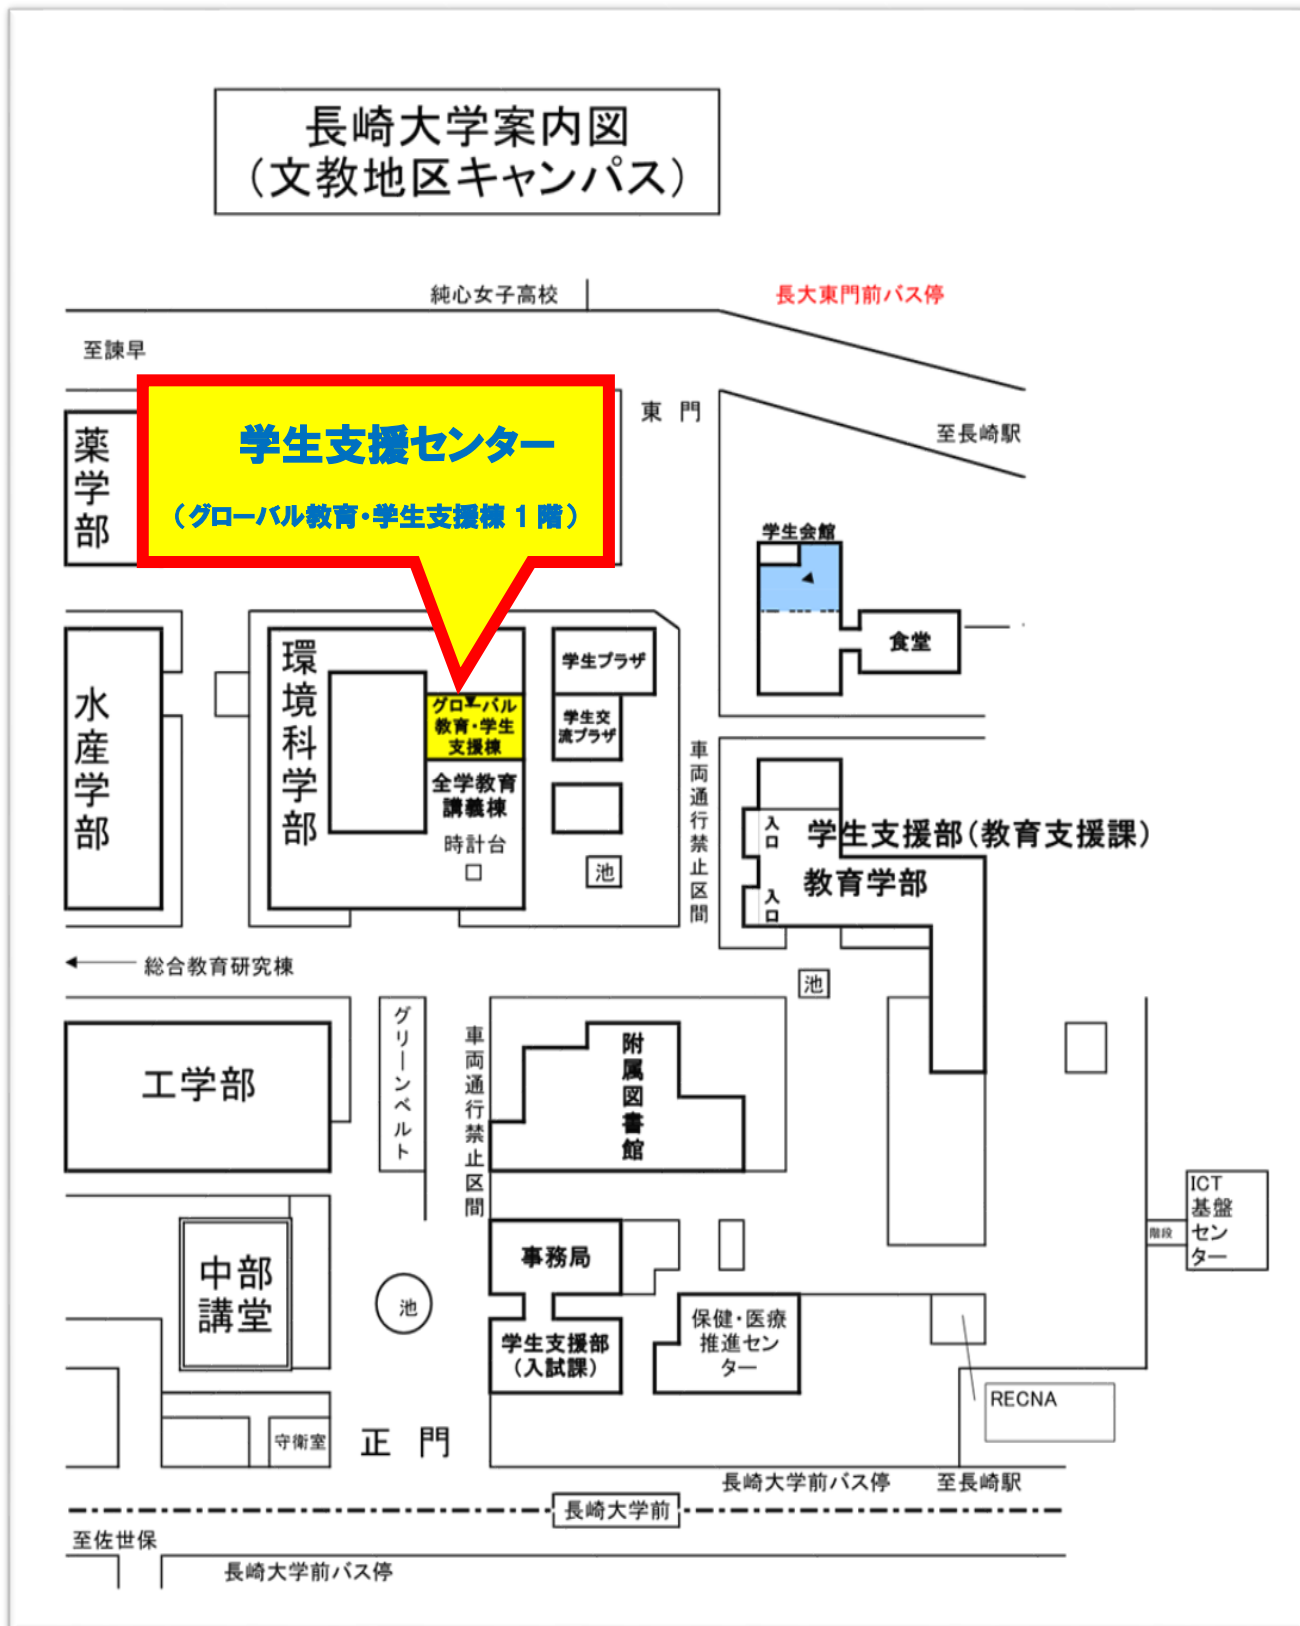 長崎大学案内図
（文教地区キャンパス）
純心女子高校
長大東門前バス停
至諫早
東 門
至長崎駅
薬学部
学生支援センター
（グローバル教育・学生支援棟 1 階）
学生会館
食堂
水産学部
環境科学部
学生プラザ
グローバル
教育・学生
支援棟
学生交
流プラザ
全学教育
講義棟
時計台
池
車両通行禁止区間
入口
学生支援部（教育支援課）
教育学部
入口
総合教育研究棟
池
工学部
グリーンベルト
車両通行禁止区間
附属図書館
ICT
基盤
セン
ター
階段
中部
講堂
池
事務局
学生支援部
（入試課）
保健・医療
推進セン
ター
RECNA
守衛室
正 門
長崎大学前バス停
至長崎駅
長崎大学前
至佐世保
長崎大学前バス停